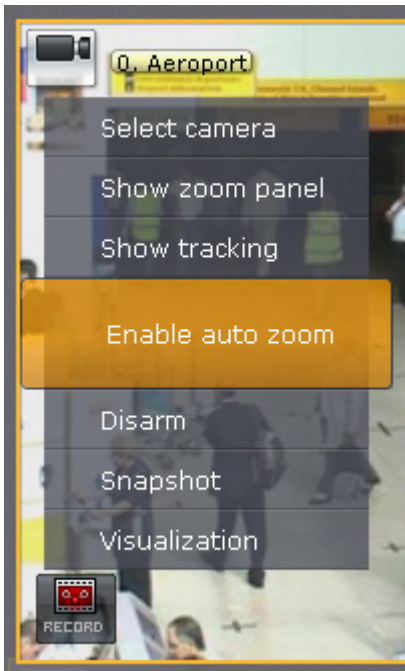 0. Aeroport
Select camera
Show zoom panel
Show tracking
Enable auto zoom
Disarm
Snapshot
Visualization
RECORD